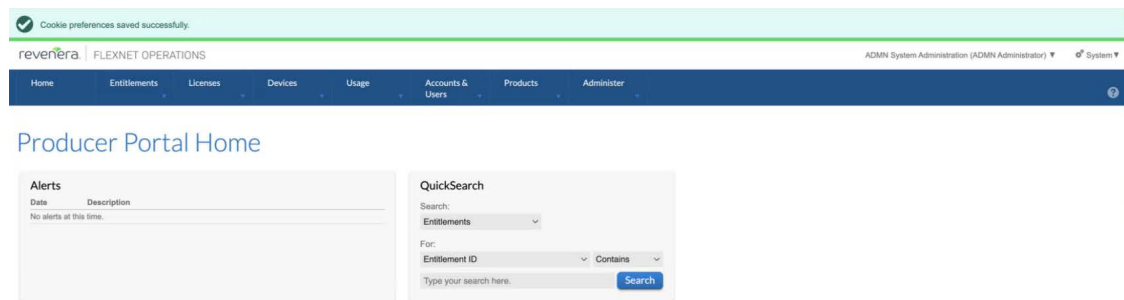 Cookie preferences saved successfully.
revenera. FLEXNET OPERATIONS
ADMN System Administration (ADMN Administrator) ▼ System ▼
Home Entitlements Licenses Devices Usage Accounts & Users Products Administer
Producer Portal Home
Alerts
Date Description
No alerts at this time.
QuickSearch
Search:
Entitlements
For:
Entitlement ID Contains
Type your search here. Search